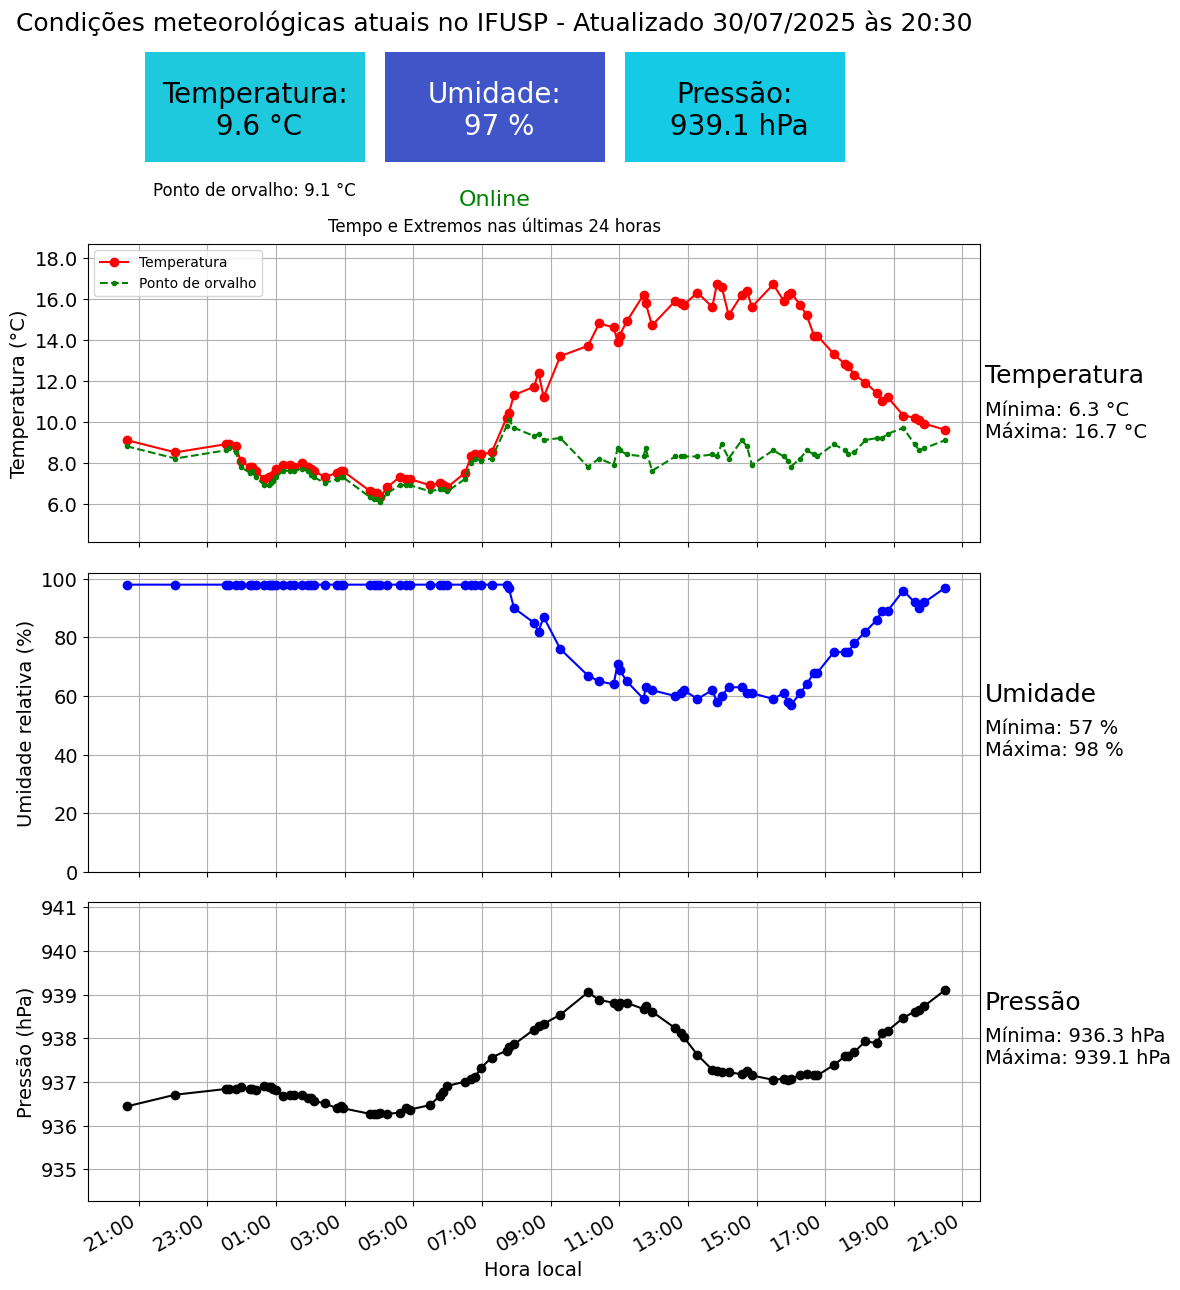 Condições meteorológicas atuais no IFUSP - Atualizado 30/07/2025 às 20:30
Temperatura:
9.6 °C
Umidade:
97 %
Pressão:
939.1 hPa
Ponto de orvalho: 9.1 °C
Online
Tempo e Extremos nas últimas 24 horas
Temperatura
Ponto de orvalho
Temperatura (°C)
18.0
16.0
14.0
12.0
10.0
8.0
6.0
Temperatura
Mínima: 6.3 °C
Máxima: 16.7 °C
Umidade relativa (%)
100
80
60
40
20
0
Umidade
Mínima: 57 %
Máxima: 98 %
Pressão (hPa)
941
940
939
938
937
936
935
Pressão
Mínima: 936.3 hPa
Máxima: 939.1 hPa
21:00
23:00
01:00
03:00
05:00
07:00
09:00
11:00
13:00
15:00
17:00
19:00
21:00
Hora local